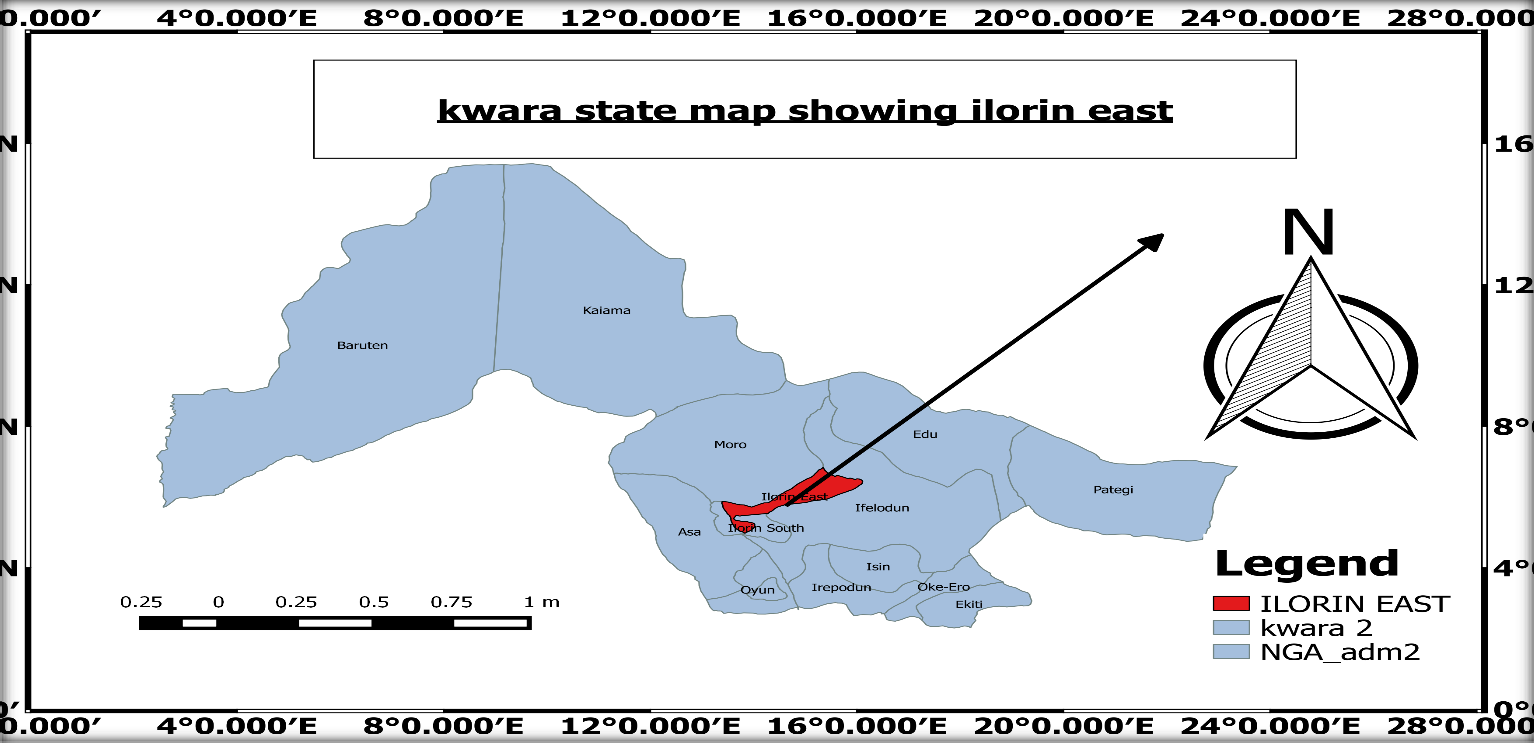 0.000′ 4°0.000′E 8°0.000′E 12°0.000′E 16°0.000′E 20°0.000′E 24°0.000′E 28°0.000
kwara state map showing ilorin east
N 16
N
N 12
Kaiama
Baruten
N 8°0
Edu
Moro
Pategi
Ilorin East
Ifelodun
Ilorin South
Asa
Legend
N 4°0
Isin
Oyun Irepodun Oke-Ero
Ekiti
0.25 0 0.25 0.5 0.75 1 m
ILORIN EAST
kwara 2
NGA_adm2
0′ 0°0
0.000′ 4°0.000′E 8°0.000′E 12°0.000′E 16°0.000′E 20°0.000′E 24°0.000′E 28°0.000